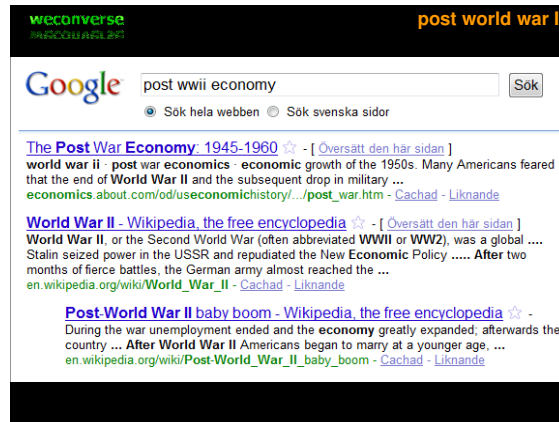 weconverse
post world war I
Google
post wwii economy
Sök
Sök hela webben Sök svenska sidor
The Post War Economy: 1945-1960 ☆ - [ Översätt den här sidan ]
world war ii · post war economics · economic growth of the 1950s. Many Americans feared
that the end of World War II and the subsequent drop in military ...
economics.about.com/od/useconomichistory/.../post_war.htm - Cachad - Liknande
World War II - Wikipedia, the free encyclopedia ☆ - [ Översätt den här sidan ]
World War II, or the Second World War (often abbreviated WWII or WW2), was a global ....
Stalin seized power in the USSR and repudiated the New Economic Policy ..... After two
months of fierce battles, the German army almost reached the ...
en.wikipedia.org/wiki/World_War_II - Cachad - Liknande
Post-World War II baby boom - Wikipedia, the free encyclopedia ☆ -
During the war unemployment ended and the economy greatly expanded; afterwards the
country ... After World War II Americans began to marry at a younger age, ...
en.wikipedia.org/wiki/Post-World_War_II_baby_boom - Cachad - Liknande